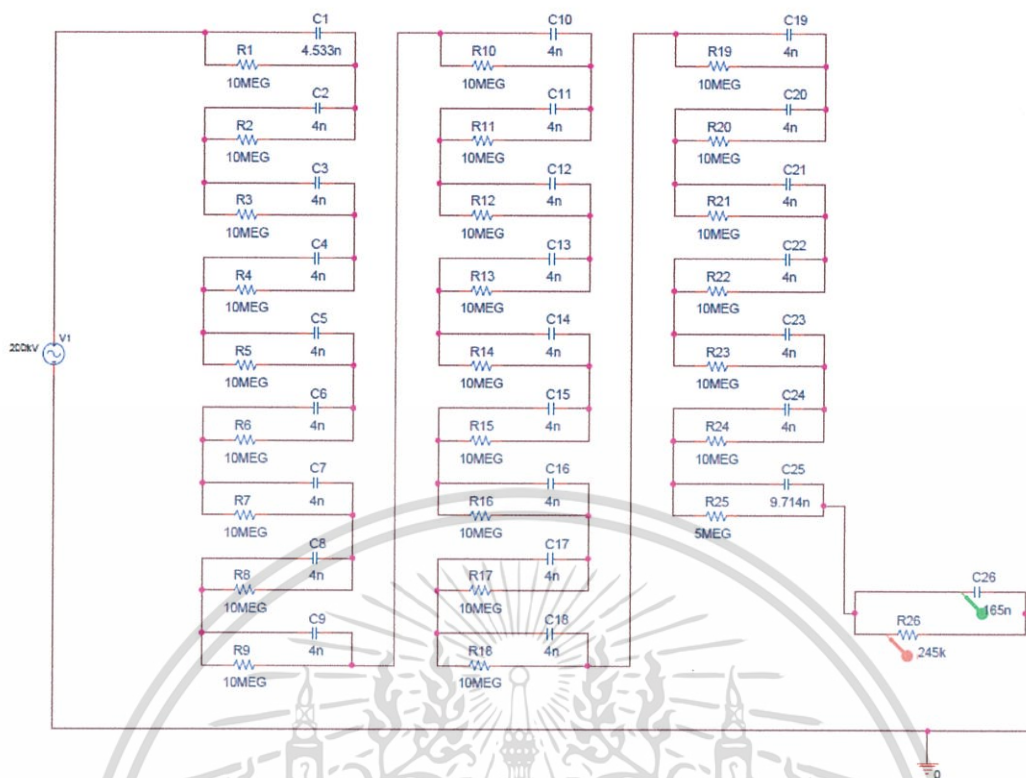 C1
4.533n
R1
10MEG
C2
4n
R2
10MEG
C3
4n
R3
10MEG
C4
4n
R4
10MEG
C5
4n
R5
10MEG
C6
4n
R6
10MEG
C7
4n
R7
10MEG
C8
4n
R8
10MEG
C9
4n
R9
10MEG
V1
200kV
C10
4n
R10
10MEG
C11
4n
R11
10MEG
C12
4n
R12
10MEG
C13
4n
R13
10MEG
C14
4n
R14
10MEG
C15
4n
R15
10MEG
C16
4n
R16
10MEG
C17
4n
R17
10MEG
C18
4n
R18
10MEG
C19
4n
R19
10MEG
C20
4n
R20
10MEG
C21
4n
R21
10MEG
C22
4n
R22
10MEG
C23
4n
R23
10MEG
C24
4n
R24
10MEG
C25
9.714n
R25
5MEG
C26
165n
R26
245k
0